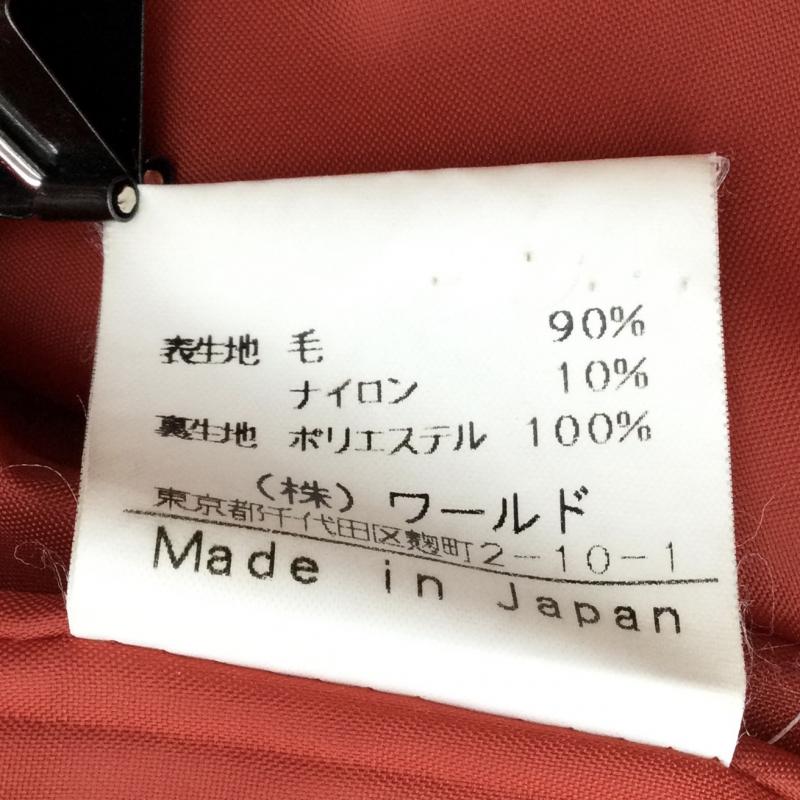 表生地 毛 90%
ナイロン 10%
裏生地 ポリエステル 100%
(株) ワールド
東京都千代田区麹町2-10-1
Made in Japan